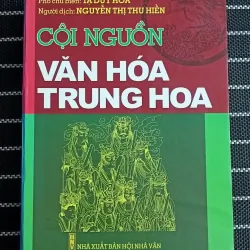 Phó chủ biên: TẠ DUY HÒA
Người dịch: NGUYỄN THỊ THU HIỀN
CỘI NGUỒN
VĂN HÓA
TRUNG HOA
NHÀ XUẤT BẢN HỘI NHÀ VĂN